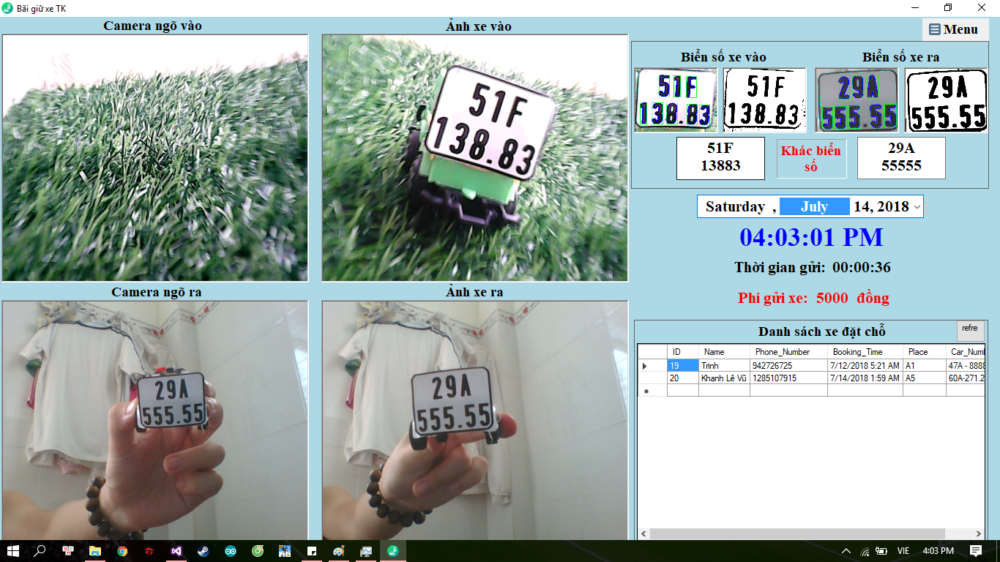 Bãi giữ xe TK
Camera ngõ vào
Ảnh xe vào
Menu
51F
138.83
Biển số xe vào
Biển số xe ra
51F
138.83
51F
138.83
29A
555.55
29A
555.55
51F
13883
Khác biển
số
29A
55555
Saturday , July 14, 2018
04:03:01 PM
Thời gian gửi: 00:00:36
Phí gửi xe: 5000 đồng
Camera ngõ ra
Ảnh xe ra
29A
555.55
29A
555.55
Danh sách xe đặt chỗ
refre
ID Name Phone_Number Booking_Time Place Car_Numl
19 Trinh 942726725 7/12/2018 5:21 AM A1 47A - 8888
20 Khanh Lê Vũ 1285107915 7/14/2018 1:59 AM A5 60A-271.2
VIE
4:03 PM